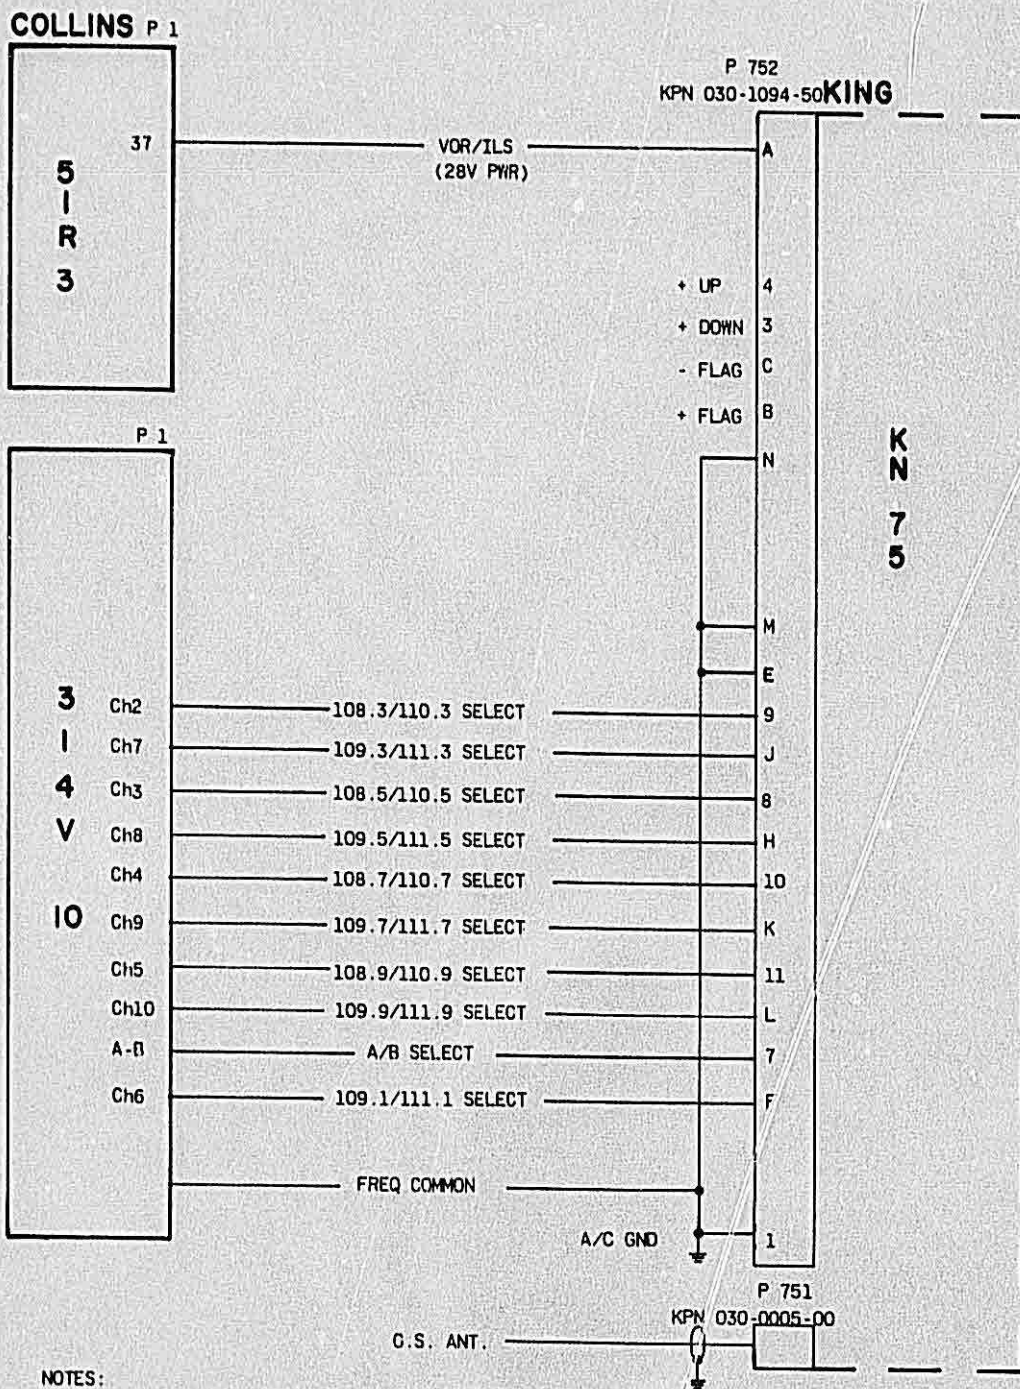 COLLINS P 1
P 752
KPN 030-1094-50 KING
37 VOR/ILS A
(28V PWR)
5
1
R
3
+ UP 4
+ DOWN 3
- FLAG C
+ FLAG B
P 1
N
K
N
7
5
M
E
3
1
4
V
10
Ch2 108.3/110.3 SELECT 9
Ch7 109.3/111.3 SELECT J
Ch3 108.5/110.5 SELECT 8
Ch8 109.5/111.5 SELECT H
Ch4 108.7/110.7 SELECT 10
Ch9 109.7/111.7 SELECT K
Ch5 108.9/110.9 SELECT 11
Ch10 109.9/111.9 SELECT L
A-B A/B SELECT 7
Ch6 109.1/111.1 SELECT F
FREQ COMMON
A/C GND 1
P 751
KPN 030-0005-00
G.S. ANT.
NOTES: